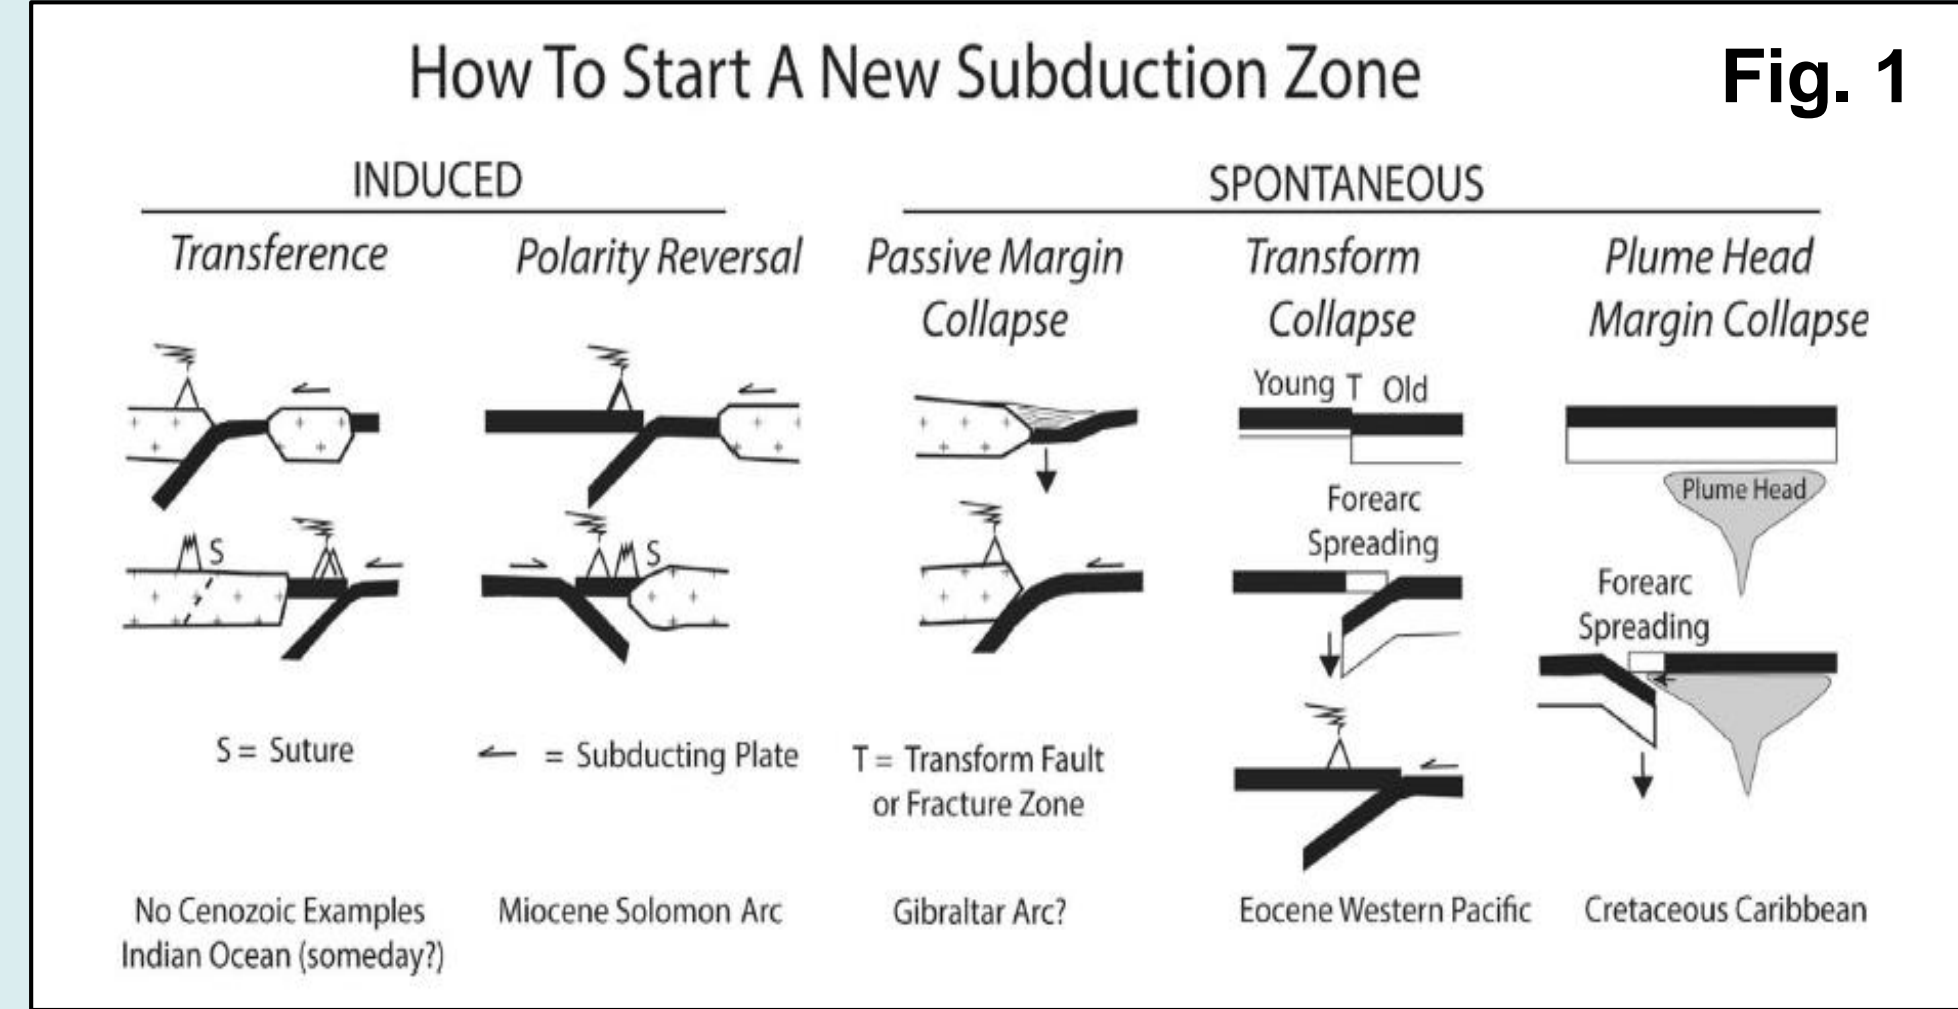 How To Start A New Subduction Zone
Fig. 1
INDUCED
SPONTANEOUS
Transference
Polarity Reversal
Passive Margin
Collapse
Transform
Collapse
Plume Head
Margin Collapse
Young T Old
Plume Head
Forearc
Spreading
S
S
Forearc
Spreading
S = Suture
= Subducting Plate
T = Transform Fault
or Fracture Zone
No Cenozoic Examples
Indian Ocean (someday?)
Miocene Solomon Arc
Gibraltar Arc?
Eocene Western Pacific
Cretaceous Caribbean